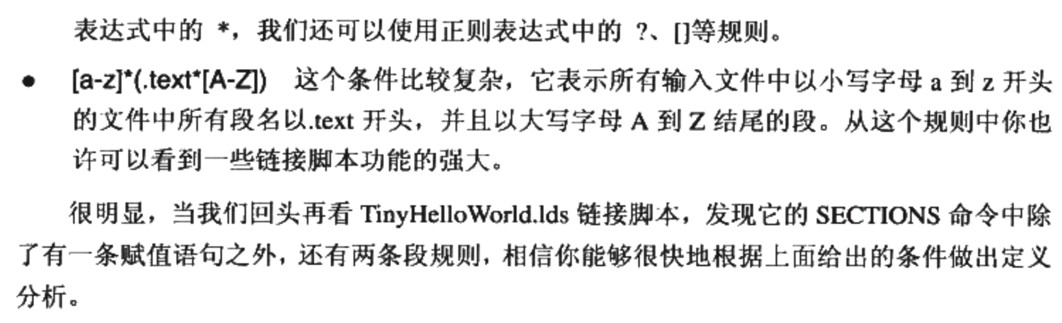 表达式中的 *，我们还可以使用正则表达式中的 ?、[]等规则。
● [a-z]*(.text*[A-Z]) 这个条件比较复杂，它表示所有输入文件中以小写字母 a 到 z 开头
的文件中所有段名以.text 开头，并且以大写字母 A 到 Z 结尾的段。从这个规则中你也
许可以看到一些链接脚本功能的强大。
很明显，当我们回头再看 TinyHelloWorld.lds 链接脚本，发现它的 SECTIONS 命令中除
了有一条赋值语句之外，还有两条段规则，相信你能够很快地根据上面给出的条件做出定义
分析。